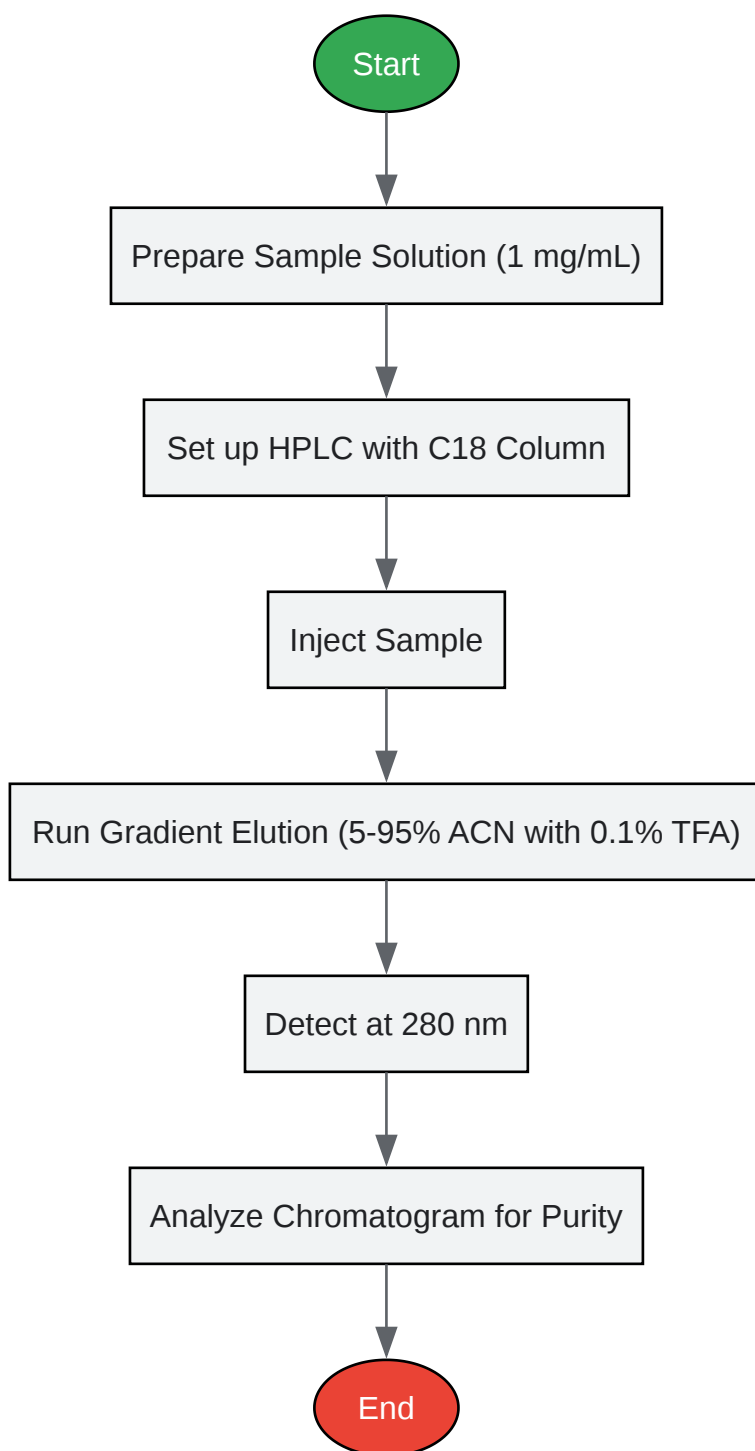 Start
Prepare Sample Solution (1 mg/mL)
Set up HPLC with C18 Column
Inject Sample
Run Gradient Elution (5-95% ACN with 0.1% TFA)
Detect at 280 nm
Analyze Chromatogram for Purity
End